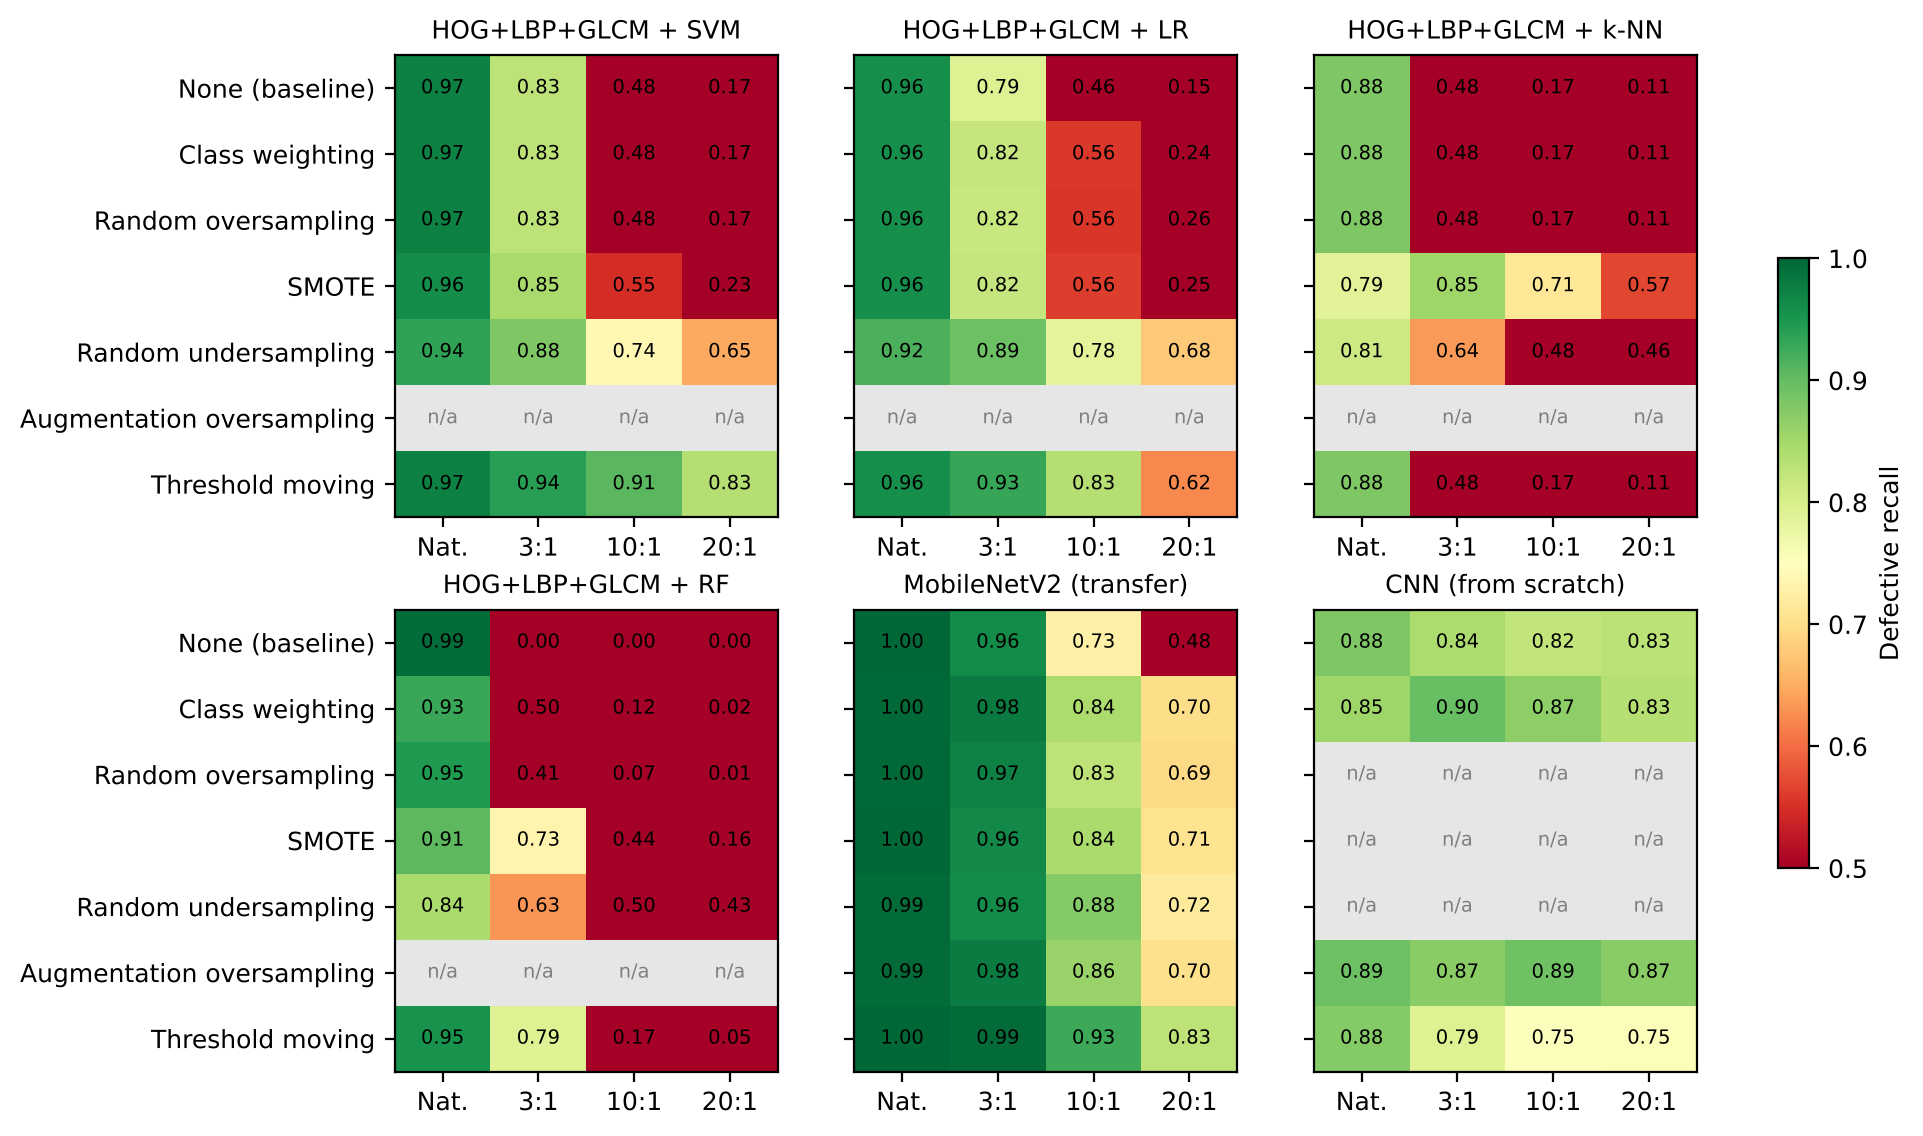 HOG+LBP+GLCM + SVM HOG+LBP+GLCM + LR HOG+LBP+GLCM + k-NN
None (baseline) 0.97 0.83 0.48 0.17 0.96 0.79 0.46 0.15 0.88 0.48 0.17 0.11
Class weighting 0.97 0.83 0.48 0.17 0.96 0.82 0.56 0.24 0.88 0.48 0.17 0.11
Random oversampling 0.97 0.83 0.48 0.17 0.96 0.82 0.56 0.26 0.88 0.48 0.17 0.11
SMOTE 0.96 0.85 0.55 0.23 0.96 0.82 0.56 0.25 0.79 0.85 0.71 0.57
Random undersampling 0.94 0.88 0.74 0.65 0.92 0.89 0.78 0.68 0.81 0.64 0.48 0.46
Augmentation oversampling n/a n/a n/a n/a n/a n/a n/a n/a n/a n/a n/a n/a
Threshold moving 0.97 0.94 0.91 0.83 0.96 0.93 0.83 0.62 0.88 0.48 0.17 0.11
Nat. 3:1 10:1 20:1 Nat. 3:1 10:1 20:1 Nat. 3:1 10:1 20:1
HOG+LBP+GLCM + RF MobileNetV2 (transfer) CNN (from scratch)
None (baseline) 0.99 0.00 0.00 0.00 1.00 0.96 0.73 0.48 0.88 0.84 0.82 0.83
Class weighting 0.93 0.50 0.12 0.02 1.00 0.98 0.84 0.70 0.85 0.90 0.87 0.83
Random oversampling 0.95 0.41 0.07 0.01 1.00 0.97 0.83 0.69 n/a n/a n/a n/a
SMOTE 0.91 0.73 0.44 0.16 1.00 0.96 0.84 0.71 n/a n/a n/a n/a
Random undersampling 0.84 0.63 0.50 0.43 0.99 0.96 0.88 0.72 n/a n/a n/a n/a
Augmentation oversampling n/a n/a n/a n/a 0.99 0.98 0.86 0.70 0.89 0.87 0.89 0.87
Threshold moving 0.95 0.79 0.17 0.05 1.00 0.99 0.93 0.83 0.88 0.79 0.75 0.75
Nat. 3:1 10:1 20:1 Nat. 3:1 10:1 20:1 Nat. 3:1 10:1 20:1
1.0
0.9
0.8
0.7
0.6
0.5
Defective recall